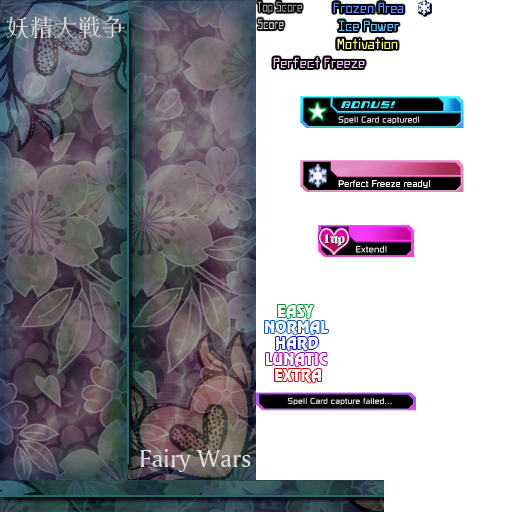 妖精大戦争
Top Score
Score
Frozen Area
Ice Power
Motivation
Perfect Freeze
BONUS!
Spell Card captured!
Perfect Freeze ready!
1up
Extend!
EASY
NORMAL
HARD
LUNATIC
EXTRA
Spell Card capture failed...
Fairy Wars